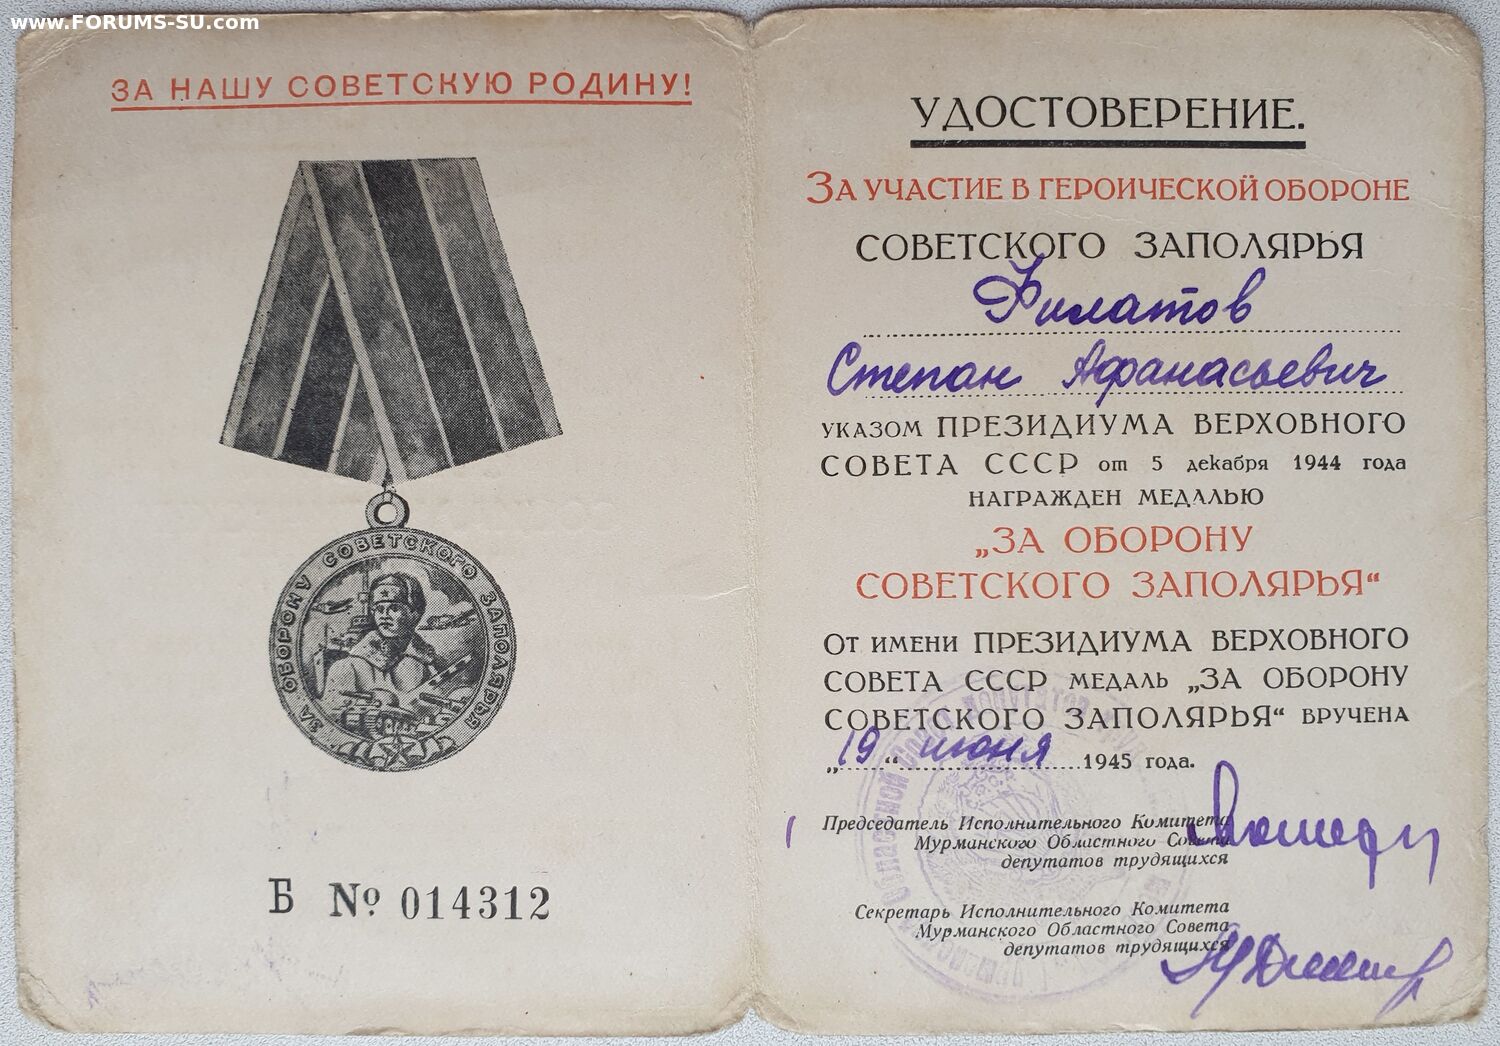 www.FORUMS-SU.com
ЗА НАШУ СОВЕТСКУЮ РОДИНУ!
ЗА ОБОРОНУ СОВЕТСКОГО ЗАПОЛЯРЬЯ
Б № 014312
УДОСТОВЕРЕНИЕ.
ЗА УЧАСТИЕ В ГЕРОИЧЕСКОЙ ОБОРОНЕ
СОВЕТСКОГО ЗАПОЛЯРЬЯ
Филатов
Степан Афанасьевич
УКАЗОМ ПРЕЗИДИУМА ВЕРХОВНОГО
СОВЕТА СССР от 5 декабря 1944 года
НАГРАЖДЕН МЕДАЛЬЮ
„ЗА ОБОРОНУ
СОВЕТСКОГО ЗАПОЛЯРЬЯ“
ОТ ИМЕНИ ПРЕЗИДИУМА ВЕРХОВНОГО
СОВЕТА СССР МЕДАЛЬ „ЗА ОБОРОНУ
СОВЕТСКОГО ЗАПОЛЯРЬЯ“ ВРУЧЕНА
„19“ июня 1945 года.
Председатель Исполнительного Комитета
Мурманского Областного Совета
депутатов трудящихся
Секретарь Исполнительного Комитета
Мурманского Областного Совета
депутатов трудящихся